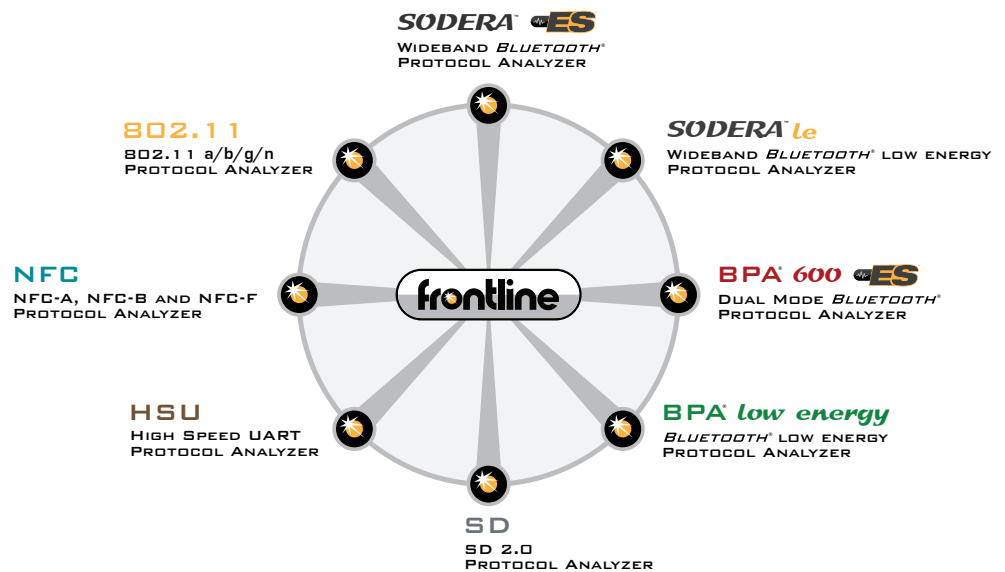 SODERA™ ES
WIDEBAND BLUETOOTH®
PROTOCOL ANALYZER
802.11
802.11 a/b/g/n
PROTOCOL ANALYZER
SODERA™ le
WIDEBAND BLUETOOTH® LOW ENERGY
PROTOCOL ANALYZER
NFC
NFC-A, NFC-B AND NFC-F
PROTOCOL ANALYZER
frontline
BPA® 600 ES
DUAL MODE BLUETOOTH®
PROTOCOL ANALYZER
HSU
HIGH SPEED UART
PROTOCOL ANALYZER
BPA® low energy
BLUETOOTH® LOW ENERGY
PROTOCOL ANALYZER
SD
SD 2.0
PROTOCOL ANALYZER